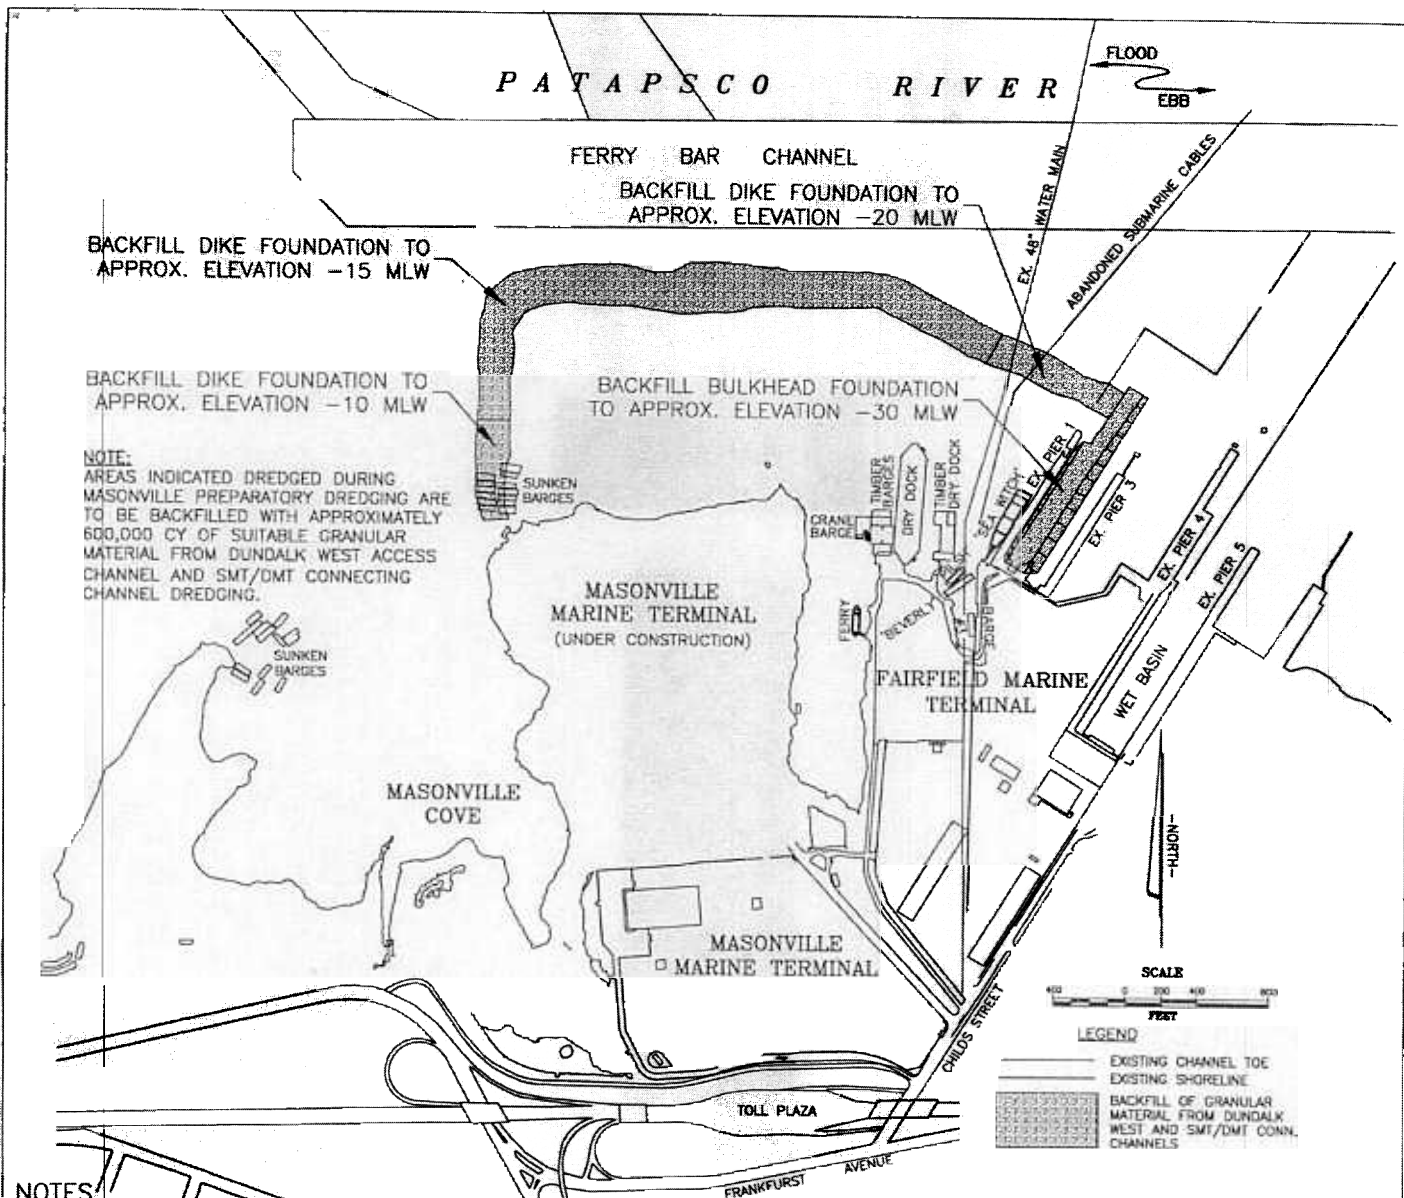 PATAPSCO RIVER
FLOOD
EBB
FERRY BAR CHANNEL
BACKFILL DIKE FOUNDATION TO
APPROX. ELEVATION -20 MLW
EX. 48" WATER MAIN
ABANDONED SUBMARINE CABLES
BACKFILL DIKE FOUNDATION TO
APPROX. ELEVATION -15 MLW
BACKFILL DIKE FOUNDATION TO
APPROX. ELEVATION -10 MLW
BACKFILL BULKHEAD FOUNDATION
TO APPROX. ELEVATION -30 MLW
NOTE:
AREAS INDICATED DREDGED DURING
MASONVILLE PREPARATORY DREDGING ARE
TO BE BACKFILLED WITH APPROXIMATELY
600,000 CY OF SUITABLE GRANULAR
MATERIAL FROM DUNDALK WEST ACCESS
CHANNEL AND SMT/DMT CONNECTING
CHANNEL DREDGING.
SUNKEN
BARGES
TIMBER
BARGES
DRY DOCK
TIMBER
DRY DOCK
"SEA WITCH"
EX. PIER 1
EX. PIER 3
EX. PIER 4
EX. PIER 5
CRANE
BARGE
FERRY
"BEVERLY"
BARGE
#1
MASONVILLE
MARINE TERMINAL
(UNDER CONSTRUCTION)
SUNKEN
BARGES
FAIRFIELD MARINE
TERMINAL
WET BASIN
MASONVILLE
COVE
-NORTH-
MASONVILLE
MARINE TERMINAL
SCALE
400 0 200 400 800
FEET
CHILDS STREET
LEGEND
EXISTING CHANNEL TOE
EXISTING SHORELINE
BACKFILL OF GRANULAR
MATERIAL FROM DUNDALK
WEST AND SMT/DMT CONN.
CHANNELS
TOLL PLAZA
FRANKFURST AVENUE
NOTES: